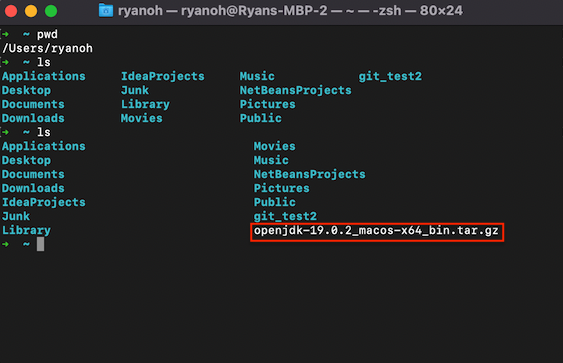 ryanoh — ryanoh@Ryans-MBP-2 — ~ — -zsh — 80×24
[➜ ~ pwd
/Users/ryanoh
[➜ ~ ls
Applications IdeaProjects Music git_test2
Desktop Junk NetBeansProjects
Documents Library Pictures
Downloads Movies Public
[➜ ~ ls
Applications Movies
Desktop Music
Documents NetBeansProjects
Downloads Pictures
IdeaProjects Public
Junk git_test2
Library openjdk-19.0.2_macos-x64_bin.tar.gz
➜ ~